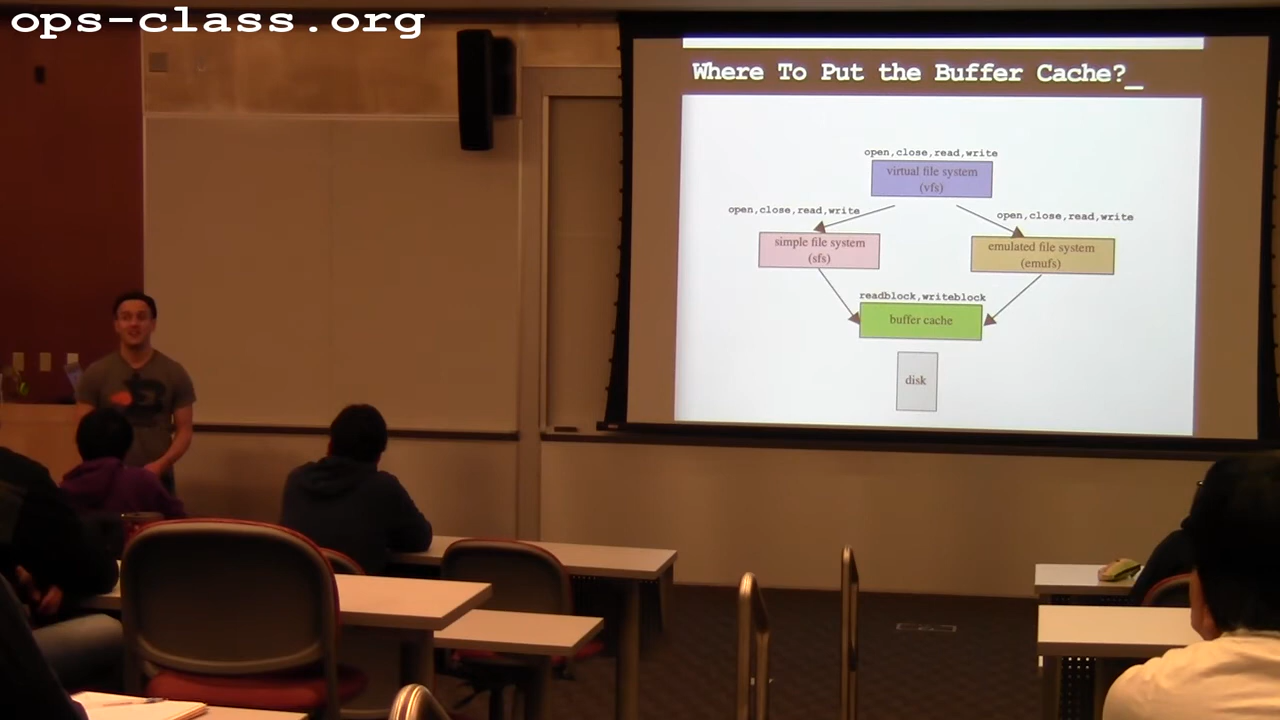 ops-class.org
Where To Put the Buffer Cache?_
open,close,read,write
virtual file system
(vfs)
open,close,read,write
open,close,read,write
simple file system
(sfs)
emulated file system
(emufs)
readblock,writeblock
buffer cache
disk